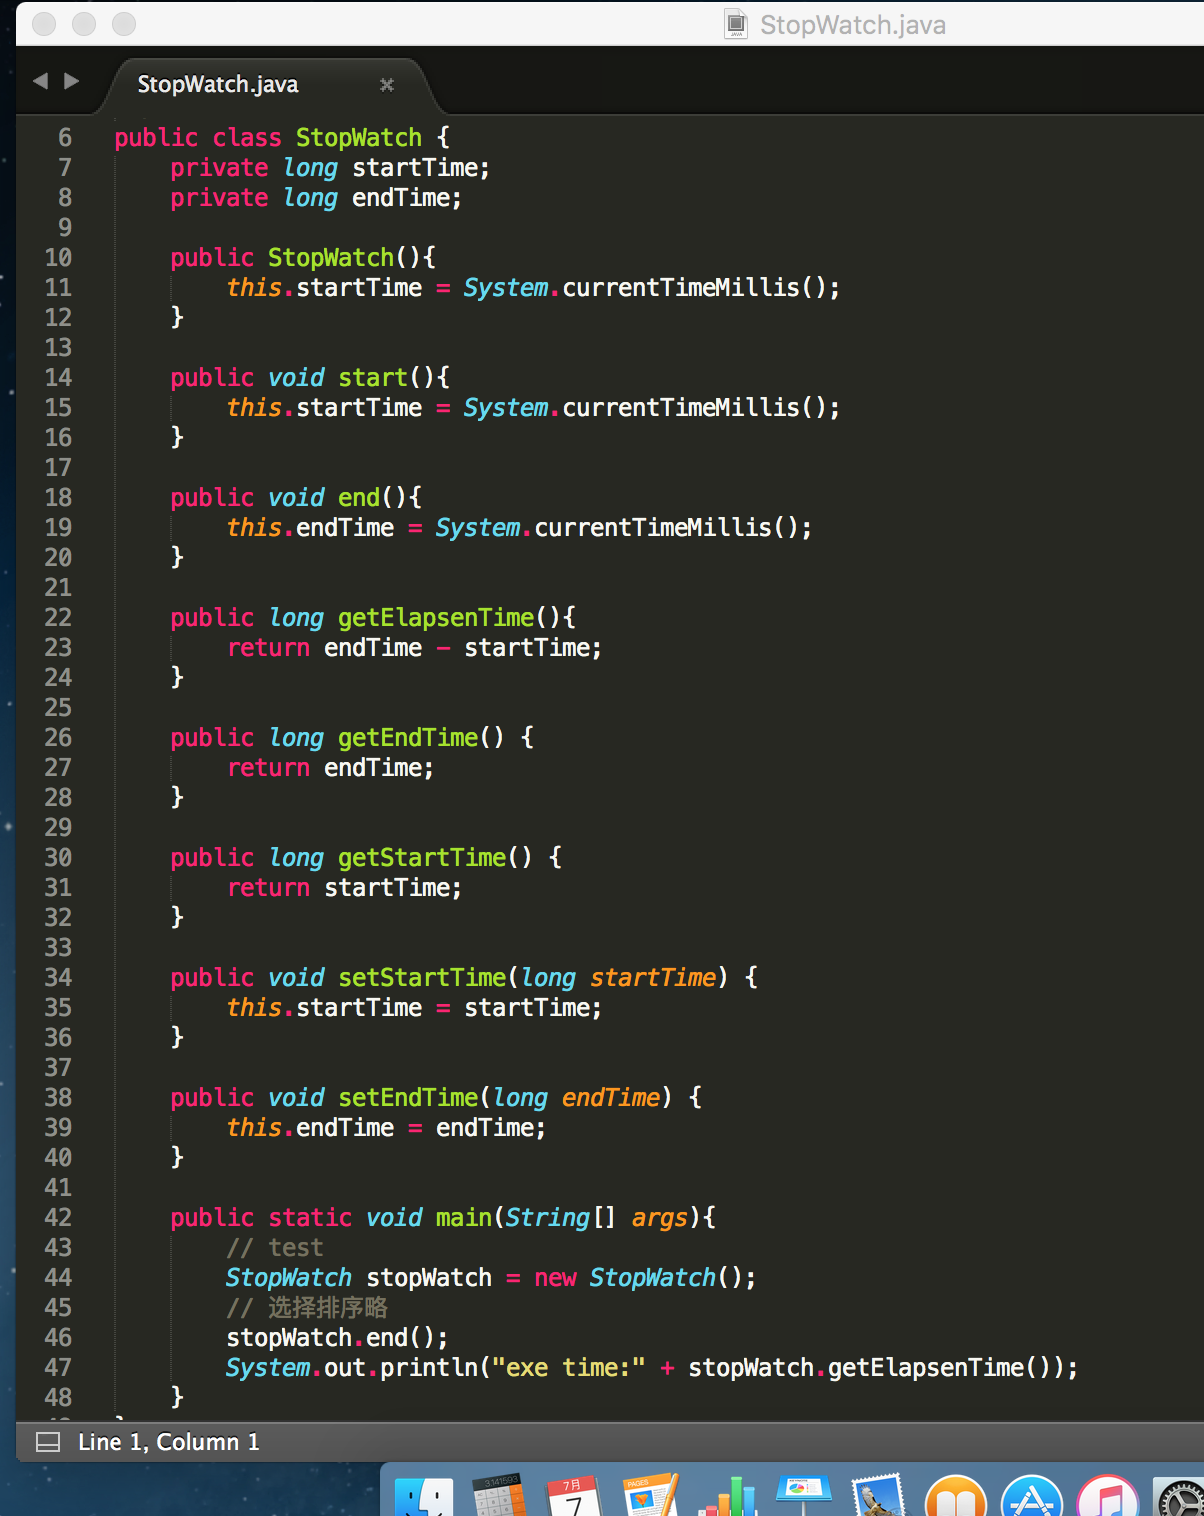 StopWatch.java
StopWatch.java
6 public class StopWatch {
7 private long startTime;
8 private long endTime;
9
10 public StopWatch(){
11 this.startTime = System.currentTimeMillis();
12 }
13
14 public void start(){
15 this.startTime = System.currentTimeMillis();
16 }
17
18 public void end(){
19 this.endTime = System.currentTimeMillis();
20 }
21
22 public long getElapsenTime(){
23 return endTime - startTime;
24 }
25
26 public long getEndTime() {
27 return endTime;
28 }
29
30 public long getStartTime() {
31 return startTime;
32 }
33
34 public void setStartTime(long startTime) {
35 this.startTime = startTime;
36 }
37
38 public void setEndTime(long endTime) {
39 this.endTime = endTime;
40 }
41
42 public static void main(String[] args){
43 // test
44 StopWatch stopWatch = new StopWatch();
45 // 选择排序略
46 stopWatch.end();
47 System.out.println("exe time:" + stopWatch.getElapsenTime());
48 }
Line 1, Column 1
3.141593
7月
7
PAGES